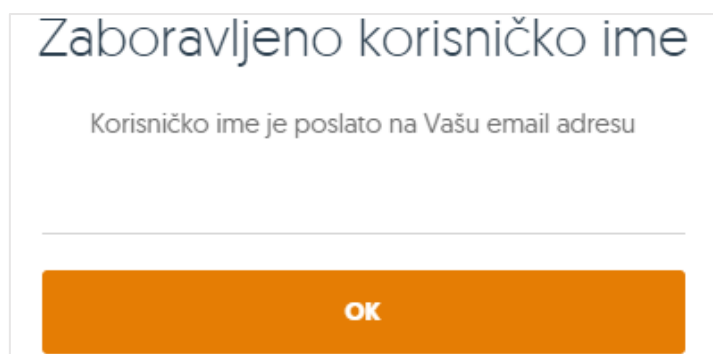 Zaboravljeno korisničko ime
Korisničko ime je poslato na Vašu email adresu
OK